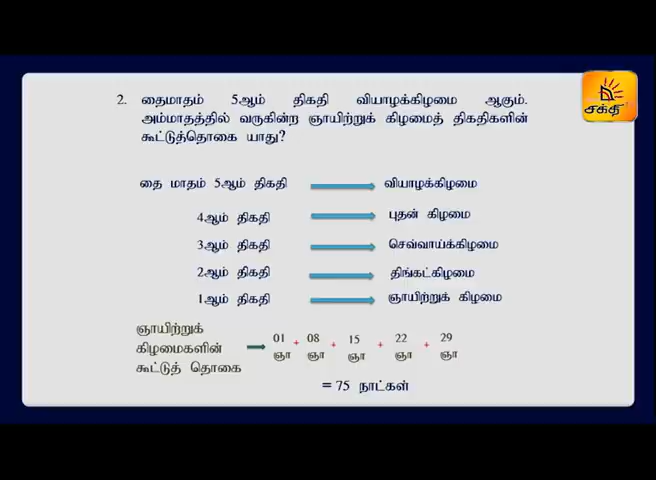 2. தைமாதம் 5ஆம் திகதி வியாழக்கிழமை ஆகும்.
அம்மாதத்தில் வருகின்ற ஞாயிற்றுக் கிழமைத் திகதிகளின்
கூட்டுத்தொகை யாது?
சக்தி
தை மாதம் 5ஆம் திகதி வியாழக்கிழமை
4ஆம் திகதி புதன் கிழமை
3ஆம் திகதி செவ்வாய்க்கிழமை
2ஆம் திகதி திங்கட்கிழமை
1ஆம் திகதி ஞாயிற்றுக் கிழமை
ஞாயிற்றுக்
கிழமைகளின்
கூட்டுத் தொகை
01 + 08 + 15 + 22 + 29
ஞா ஞா ஞா ஞா ஞா
= 75 நாட்கள்